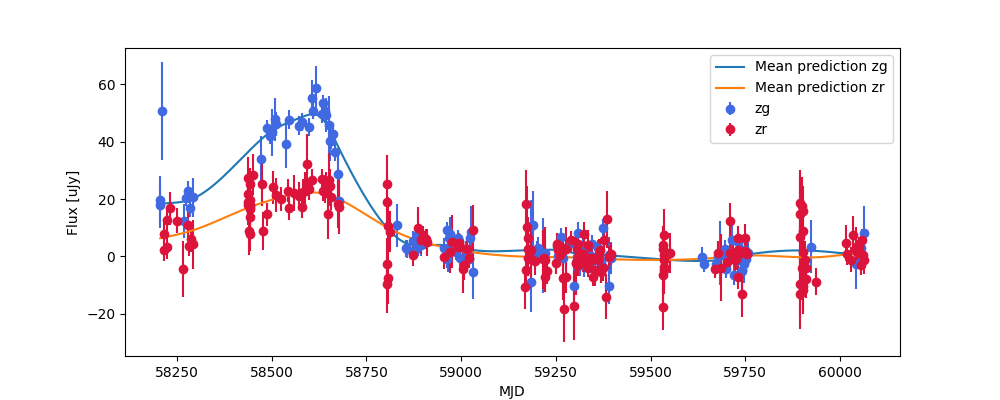 Mean prediction zg
Mean prediction zr
zg
zr
Flux [uJy]
60
40
20
0
−20
58250 58500 58750 59000 59250 59500 59750 60000
MJD